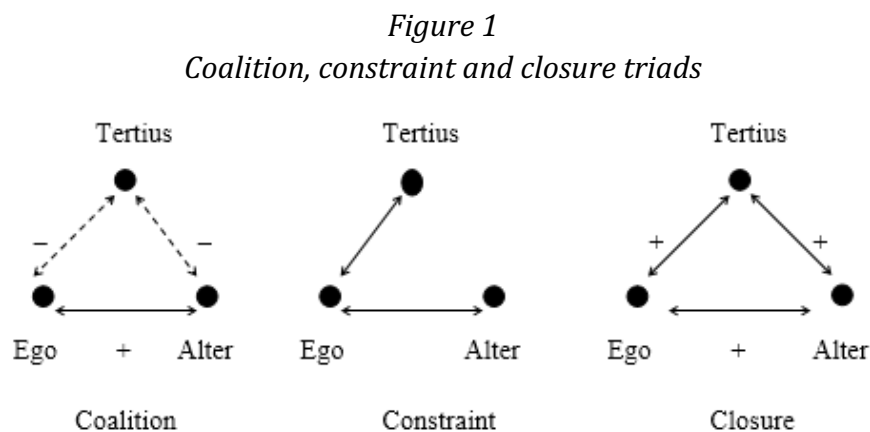 Figure 1
Coalition, constraint and closure triads
Tertius Tertius Tertius
– – + +
Ego + Alter Ego Alter Ego + Alter
Coalition Constraint Closure